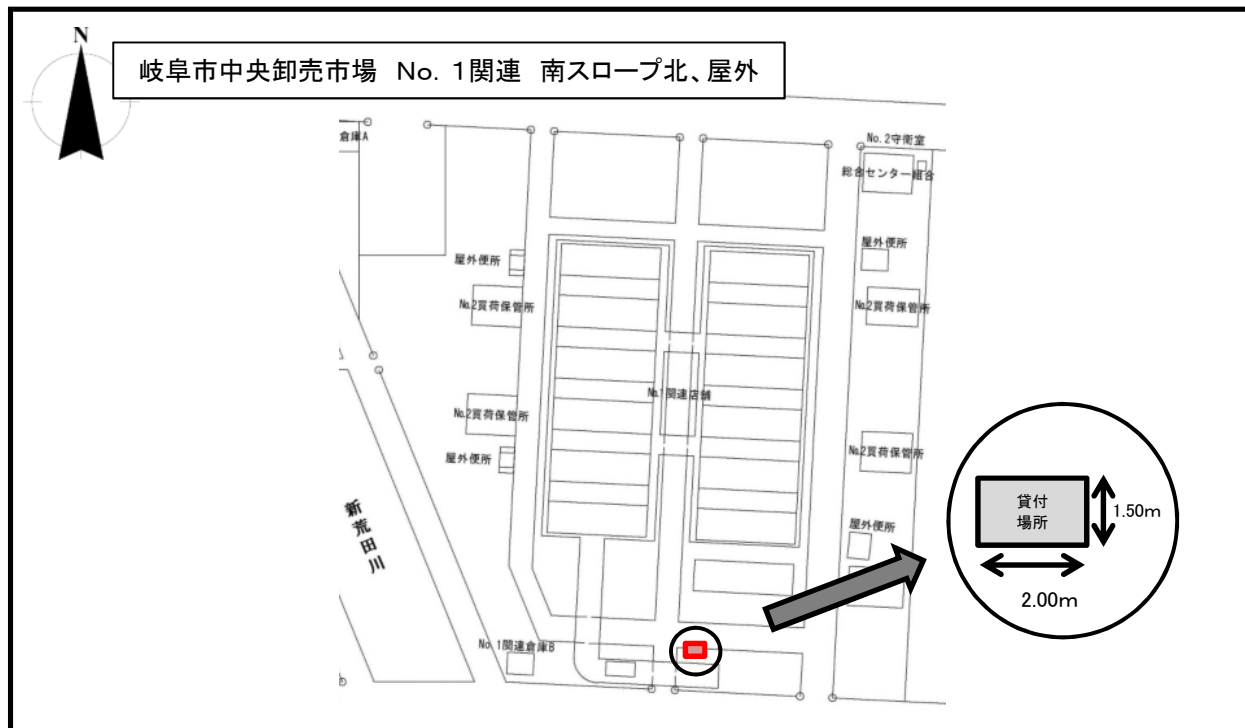 N
岐阜市中央卸売市場 No. 1関連 南スロープ北、屋外
倉庫A
No.2守衛室
総合センター組合
屋外便所
屋外便所
No.2買荷保管所
No.2買荷保管所
No.1関連店舗
No.2買荷保管所
No.2買荷保管所
屋外便所
新荒田川
屋外便所
No.1関連倉庫B
貸付
場所
1.50m
2.00m